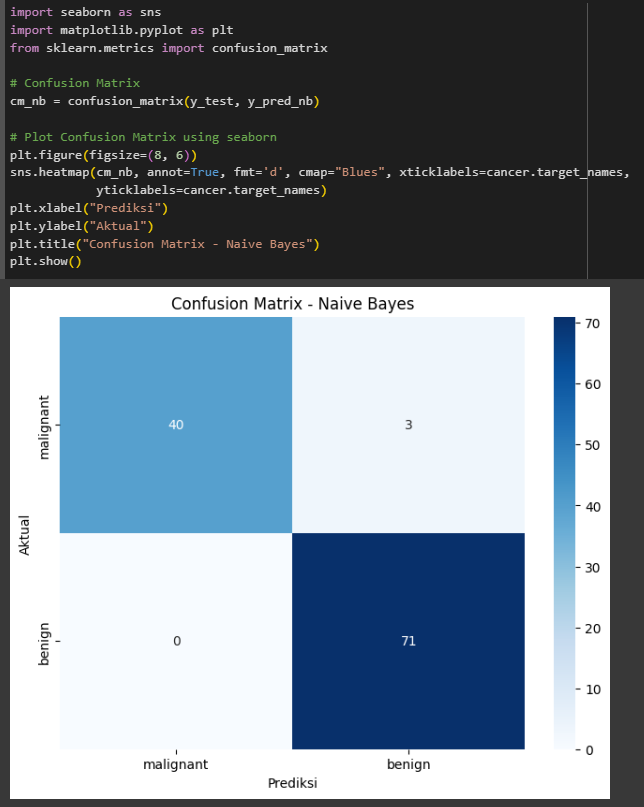 import seaborn as sns
import matplotlib.pyplot as plt
from sklearn.metrics import confusion_matrix

# Confusion Matrix
cm_nb = confusion_matrix(y_test, y_pred_nb)

# Plot Confusion Matrix using seaborn
plt.figure(figsize=(8, 6))
sns.heatmap(cm_nb, annot=True, fmt='d', cmap="Blues", xticklabels=cancer.target_names,
            yticklabels=cancer.target_names)
plt.xlabel("Prediksi")
plt.ylabel("Aktual")
plt.title("Confusion Matrix - Naive Bayes")
plt.show()
Confusion Matrix - Naive Bayes
malignant
benign
Aktual
40
3
0
71
malignant
benign
Prediksi
70
60
50
40
30
20
10
0